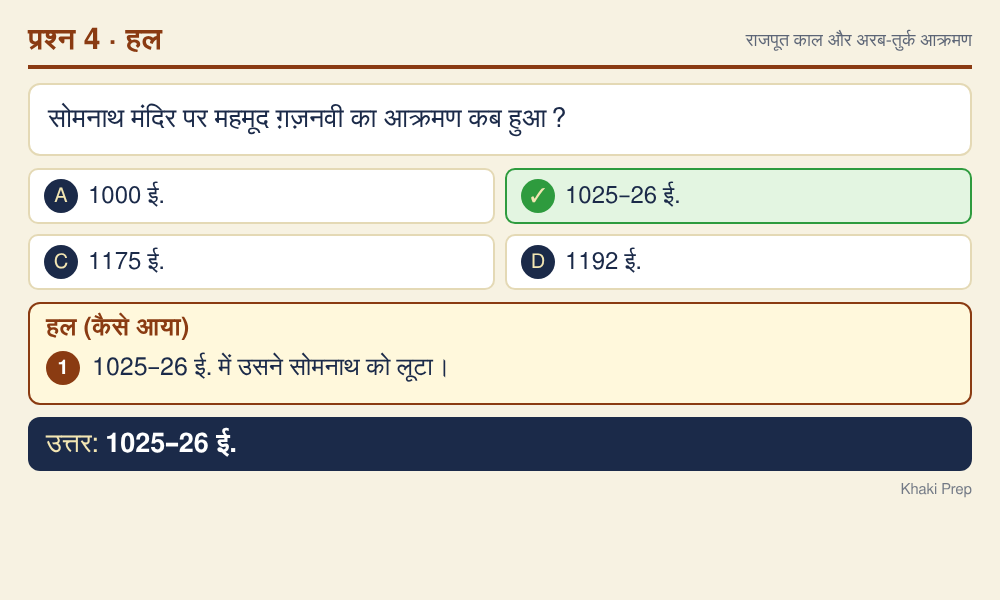 प्रश्न 4 · हल
राजपूत काल और अरब-तुर्क आक्रमण
सोमनाथ मंदिर पर महमूद ग़ज़नवी का आक्रमण कब हुआ ?
A 1000 ई.
✓ 1025–26 ई.
C 1175 ई.
D 1192 ई.
हल (कैसे आया)
1 1025–26 ई. में उसने सोमनाथ को लूटा।
उत्तर: 1025–26 ई.
Khaki Prep